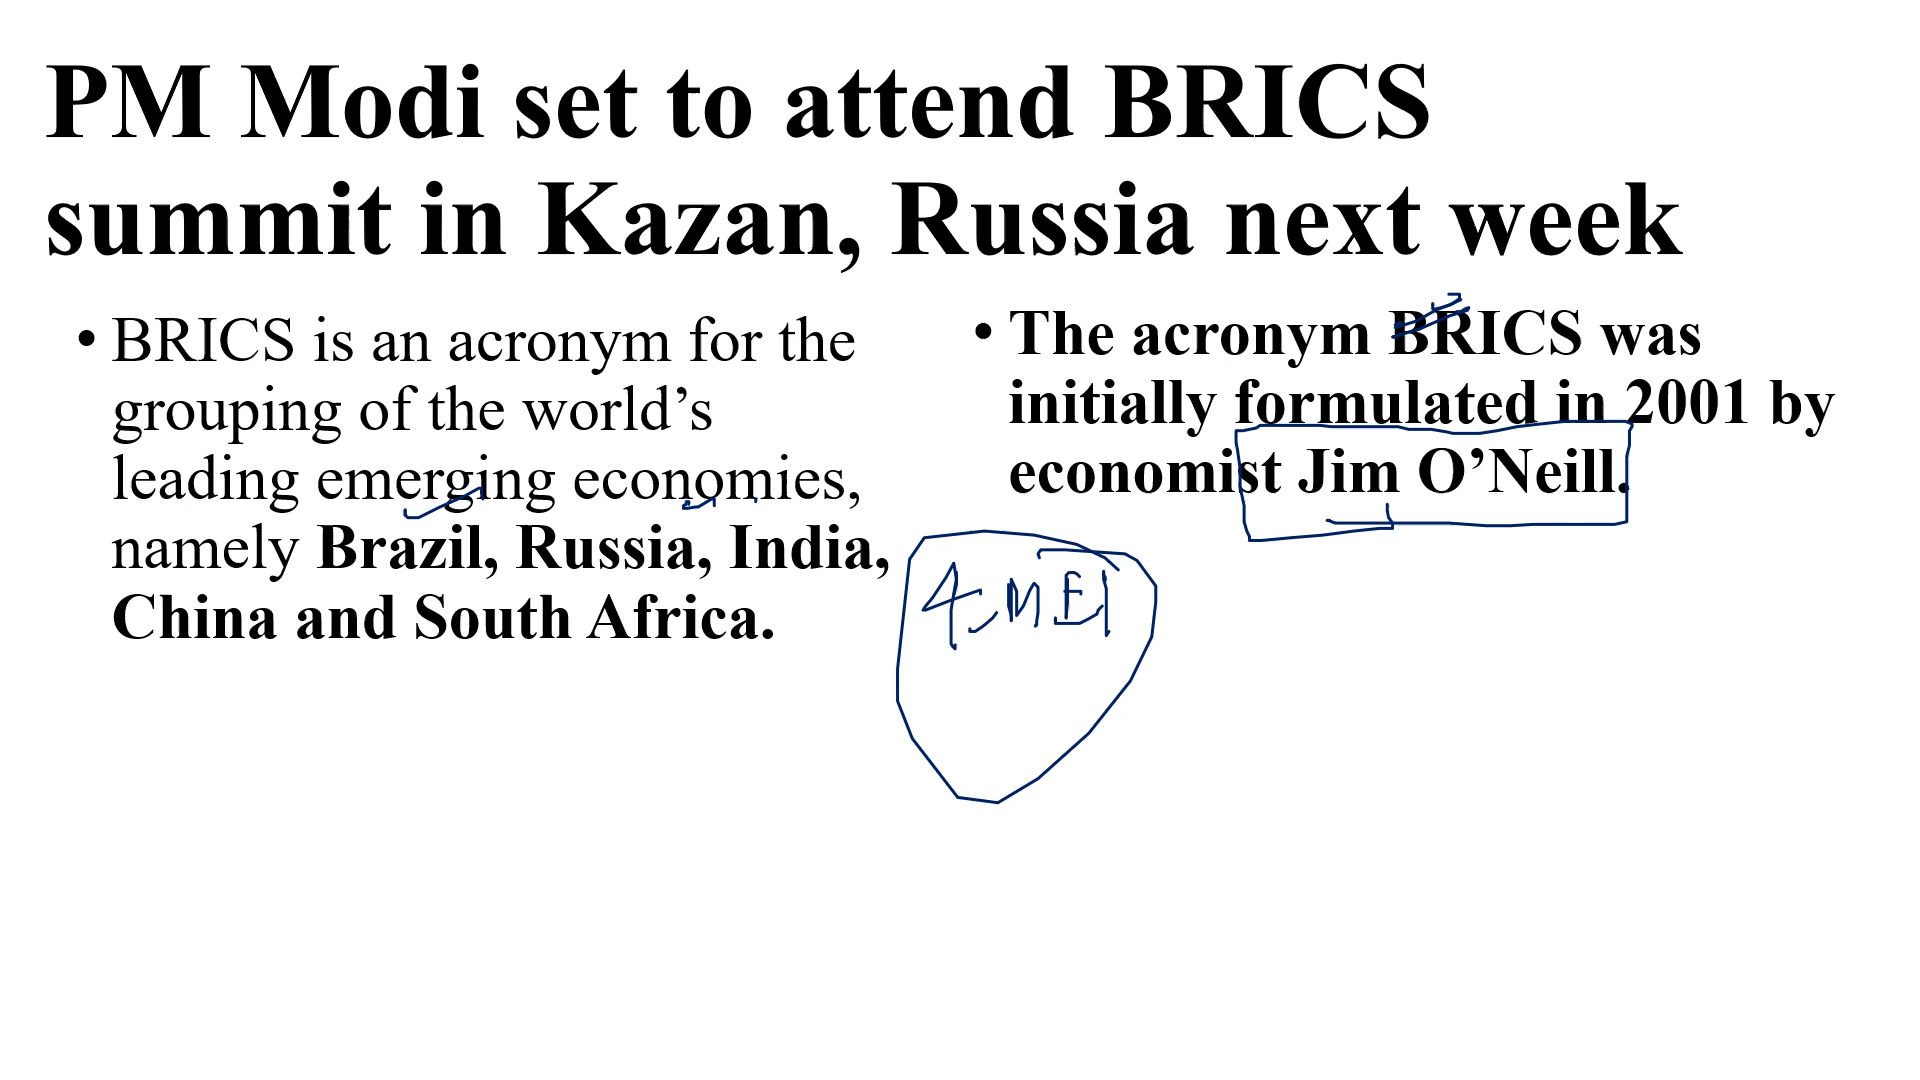 PM Modi set to attend BRICS
summit in Kazan, Russia next week
• BRICS is an acronym for the
grouping of the world’s
leading emerging economies,
namely Brazil, Russia, India,
China and South Africa.
• The acronym BRICS was
initially formulated in 2001 by
economist Jim O’Neill.